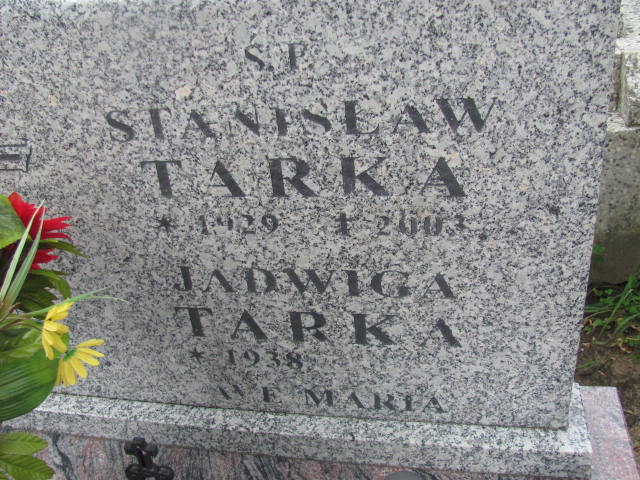 Ś.P.
STANISŁAW
TARKA
* 1929 ✝ 2003
JADWIGA
TARKA
* 1938
AVE MARIA